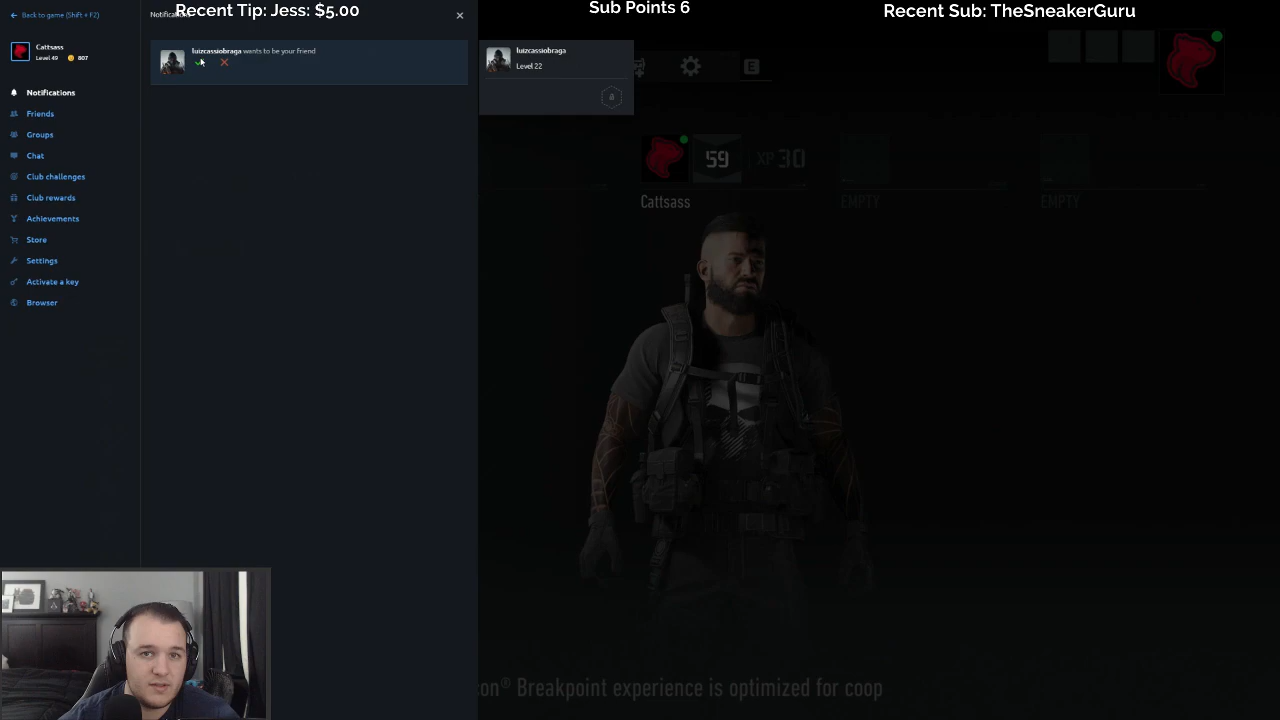 Recent Tip: Jess: $5.00
Sub Points 6
Recent Sub: TheSneakerGuru
Back to game (Shift + F2)
Cattsass
Level 49 807
Notifications
Friends
Groups
Chat
Club challenges
Club rewards
Achievements
Store
Settings
Activate a key
Browser
luizcassiobraga wants to be your friend
luizcassiobraga
Level 22
E
59
XP 30
Cattsass
EMPTY
EMPTY
® Breakpoint experience is optimized for coop